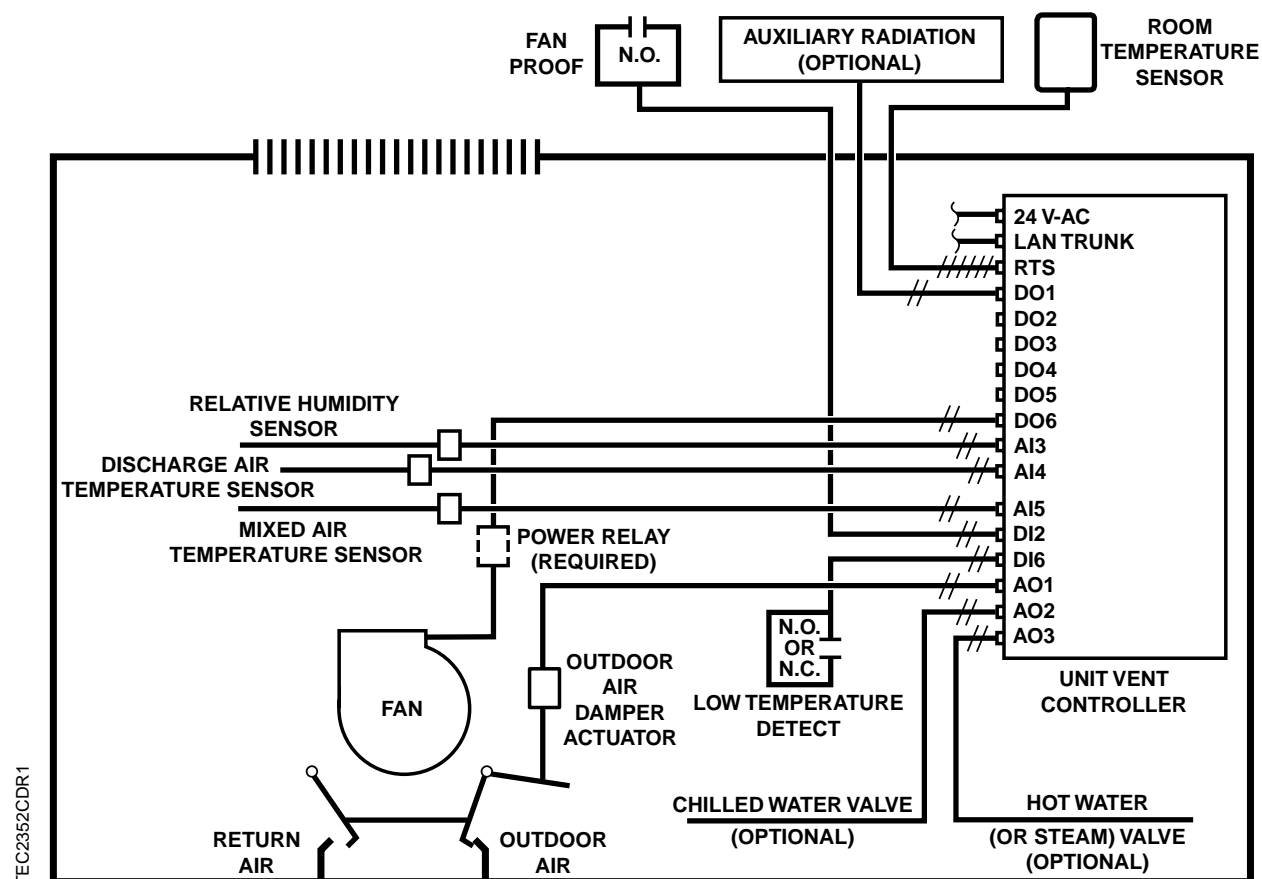 FAN
PROOF
N.O.
AUXILIARY RADIATION
(OPTIONAL)
ROOM
TEMPERATURE
SENSOR
24 V-AC
LAN TRUNK
RTS
DO1
DO2
DO3
DO4
DO5
DO6
AI3
AI4
AI5
DI2
DI6
AO1
AO2
AO3
UNIT VENT
CONTROLLER
RELATIVE HUMIDITY
SENSOR
DISCHARGE AIR
TEMPERATURE SENSOR
MIXED AIR
TEMPERATURE SENSOR
POWER RELAY
(REQUIRED)
FAN
OUTDOOR
AIR
DAMPER
ACTUATOR
N.O.
OR
N.C.
LOW TEMPERATURE
DETECT
CHILLED WATER VALVE
(OPTIONAL)
HOT WATER
(OR STEAM) VALVE
(OPTIONAL)
RETURN
AIR
OUTDOOR
AIR
TEC2352CDR1